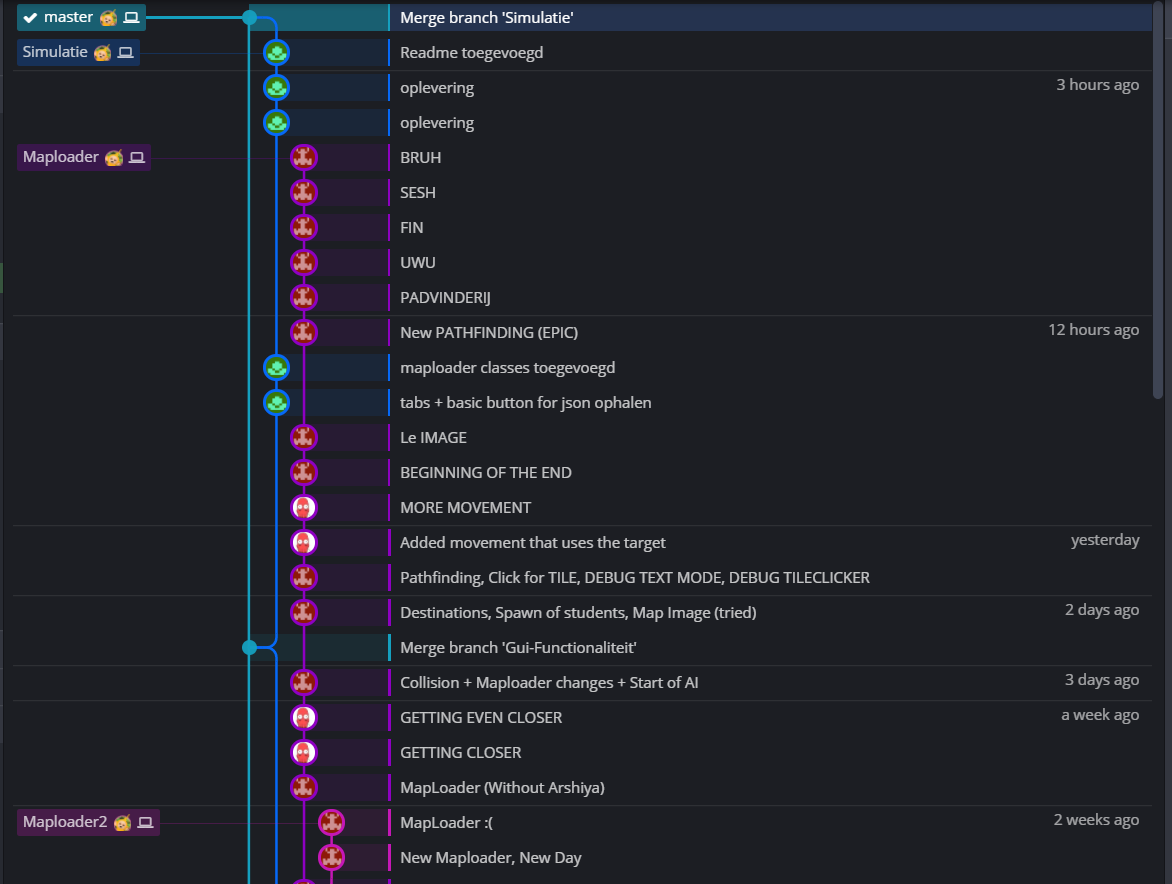 master
Merge branch 'Simulatie'
Simulatie
Readme toegevoegd
oplevering
3 hours ago
oplevering
Maploader
BRUH
SESH
FIN
UWU
PADVINDERIJ
New PATHFINDING (EPIC)
12 hours ago
maploader classes toegevoegd
tabs + basic button for json ophalen
Le IMAGE
BEGINNING OF THE END
MORE MOVEMENT
Added movement that uses the target
yesterday
Pathfinding, Click for TILE, DEBUG TEXT MODE, DEBUG TILECLICKER
Destinations, Spawn of students, Map Image (tried)
2 days ago
Merge branch 'Gui-Functionaliteit'
Collision + Maploader changes + Start of AI
3 days ago
GETTING EVEN CLOSER
a week ago
GETTING CLOSER
MapLoader (Without Arshiya)
Maploader2
MapLoader :(
2 weeks ago
New Maploader, New Day